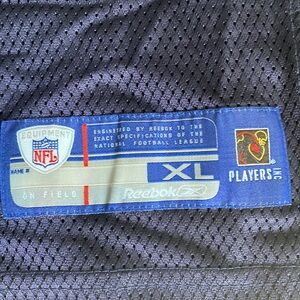 EQUIPMENT
NFL
NAME #
ON FIELD
ENGINEERED BY REEBOK TO THE
EXACT SPECIFICATIONS OF THE
NATIONAL FOOTBALL LEAGUE
XL
Reebok
PLAYERS INC